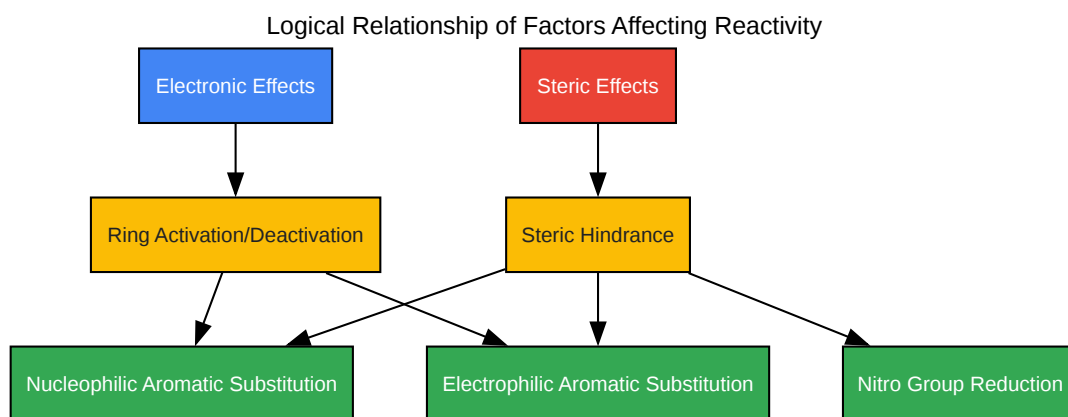 Logical Relationship of Factors Affecting Reactivity
Electronic Effects
Steric Effects
Ring Activation/Deactivation
Steric Hindrance
Nucleophilic Aromatic Substitution
Electrophilic Aromatic Substitution
Nitro Group Reduction